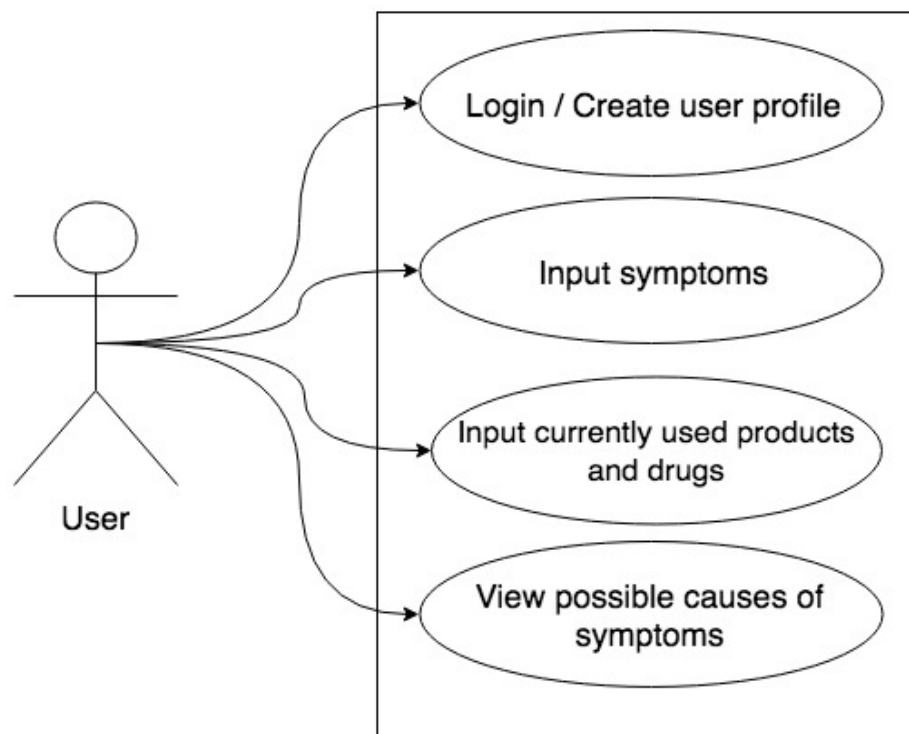 Login / Create user profile
Input symptoms
Input currently used products
and drugs
User
View possible causes of
symptoms